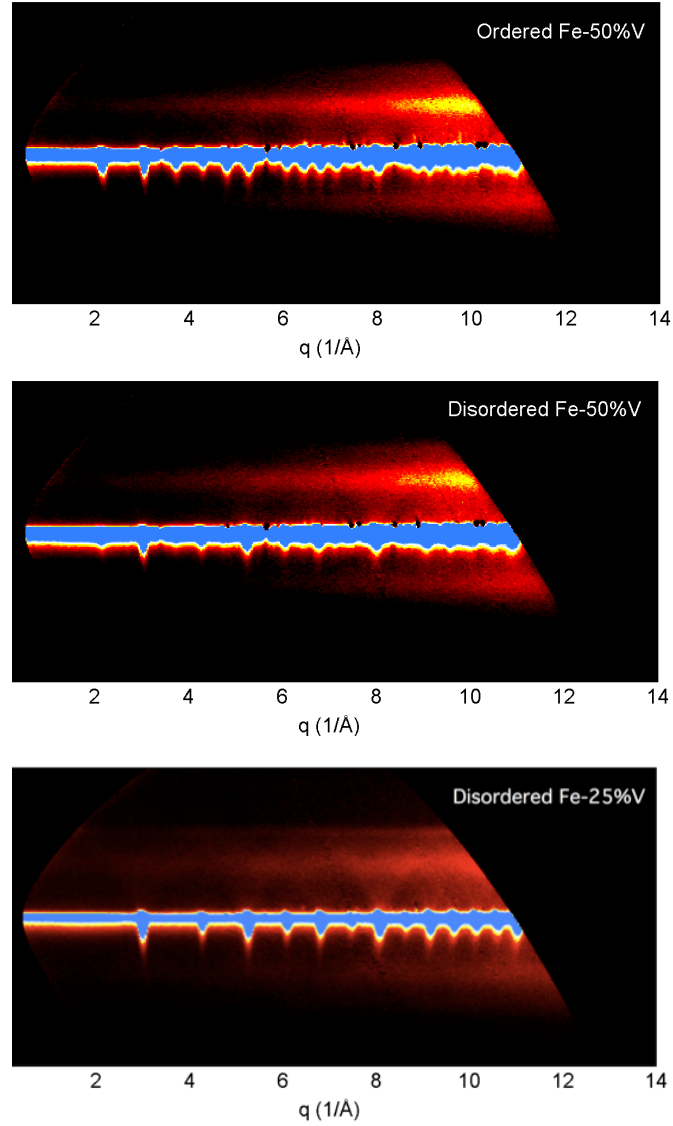 Ordered Fe-50%V
2 4 6 8 10 12 14
q (1/Å)
Disordered Fe-50%V
2 4 6 8 10 12 14
q (1/Å)
Disordered Fe-25%V
2 4 6 8 10 12 14
q (1/Å)